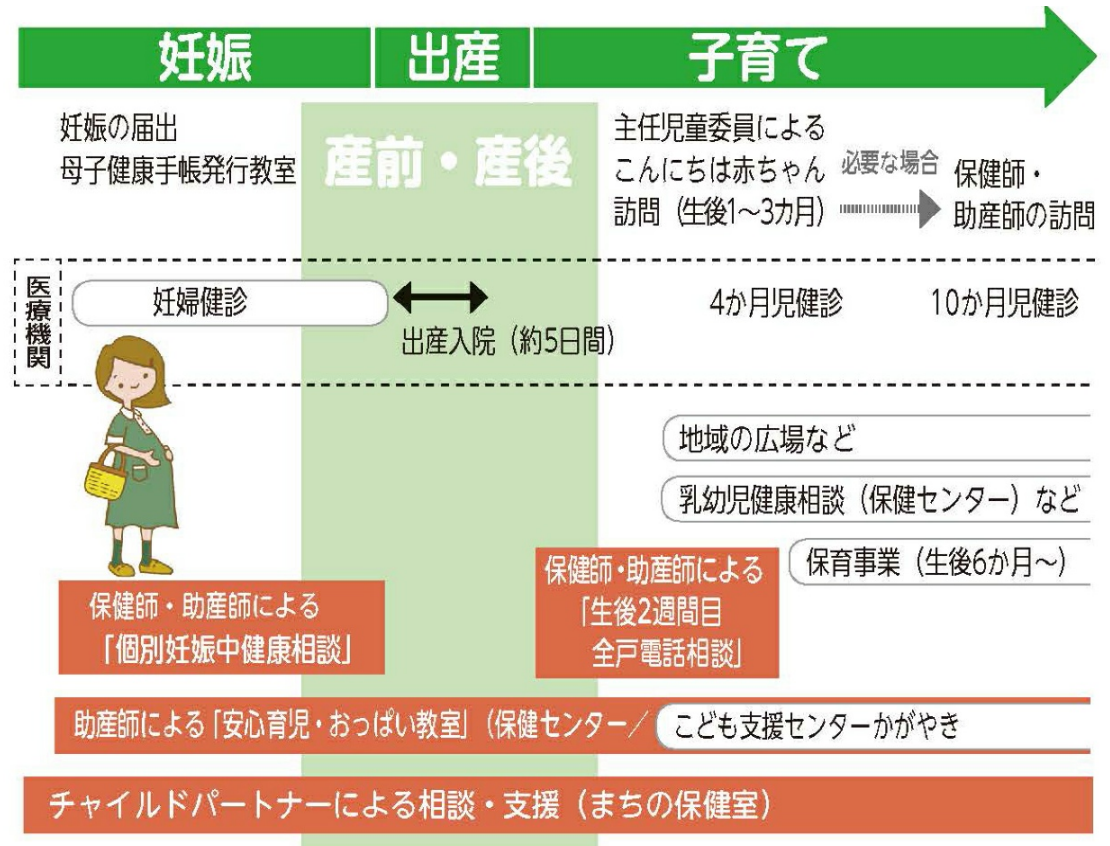 妊娠
出産
子育て
妊娠の届出
母子健康手帳発行教室
産前・産後
主任児童委員による
こんにちは赤ちゃん
訪問（生後1～3カ月）
必要な場合
保健師・
助産師の訪問
医療機関
妊婦健診
出産入院（約5日間）
4か月児健診
10か月児健診
地域の広場など
乳幼児健康相談（保健センター）など
保育事業（生後6か月～）
保健師・助産師による
「個別妊娠中健康相談」
保健師・助産師による
「生後2週間目
全戸電話相談」
助産師による「安心育児・おっぱい教室」（保健センター／
こども支援センターかがやき
チャイルドパートナーによる相談・支援（まちの保健室）